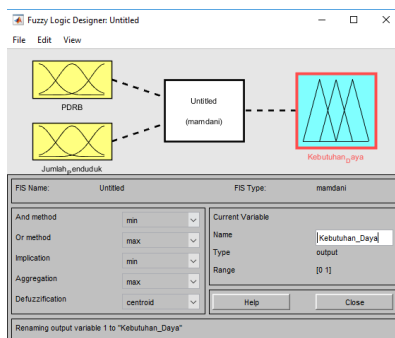 Fuzzy Logic Designer: Untitled
File Edit View
PDRB
Untitled
(mamdani)
Jumlah_penduduk
Kebutuhan_Daya
FIS Name: Untitled FIS Type: mamdani
And method min
Or method max
Implication min
Aggregation max
Defuzzification centroid
Current Variable
Name Kebutuhan_Daya
Type output
Range [0 1]
Help Close
Renaming output variable 1 to "Kebutuhan_Daya"